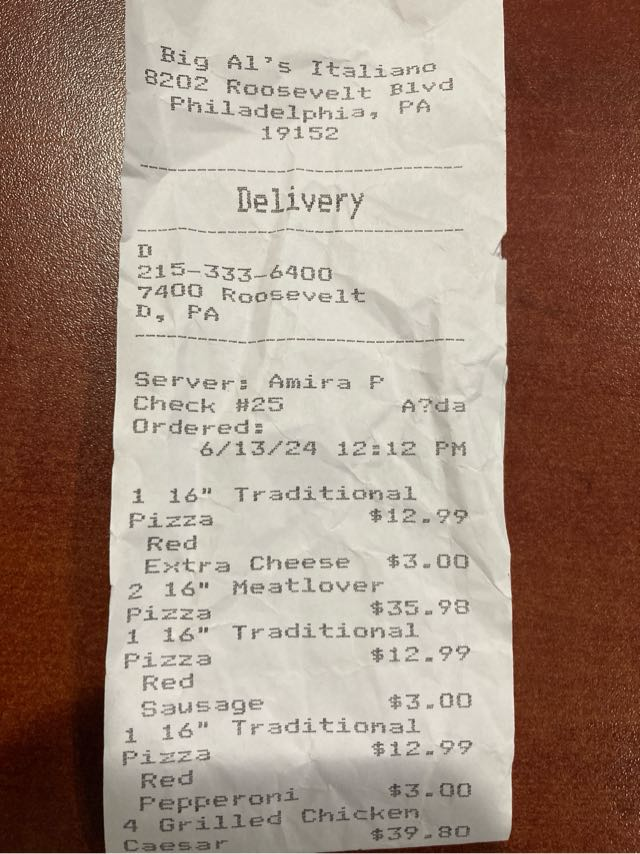 Big Al's Italiano
8202 Roosevelt Blvd
Philadelphia, PA
19152
Delivery
D
215-333-6400
7400 Roosevelt
D, PA
Server: Amira P
Check #25 A?da
Ordered:
6/13/24 12:12 PM
1 16" Traditional
Pizza $12.99
Red
Extra Cheese $3.00
2 16" Meatlover
Pizza $35.98
1 16" Traditional
Pizza $12.99
Red
Sausage $3.00
1 16" Traditional
Pizza $12.99
Red
Pepperoni $3.00
4 Grilled Chicken
Caesar $39.80